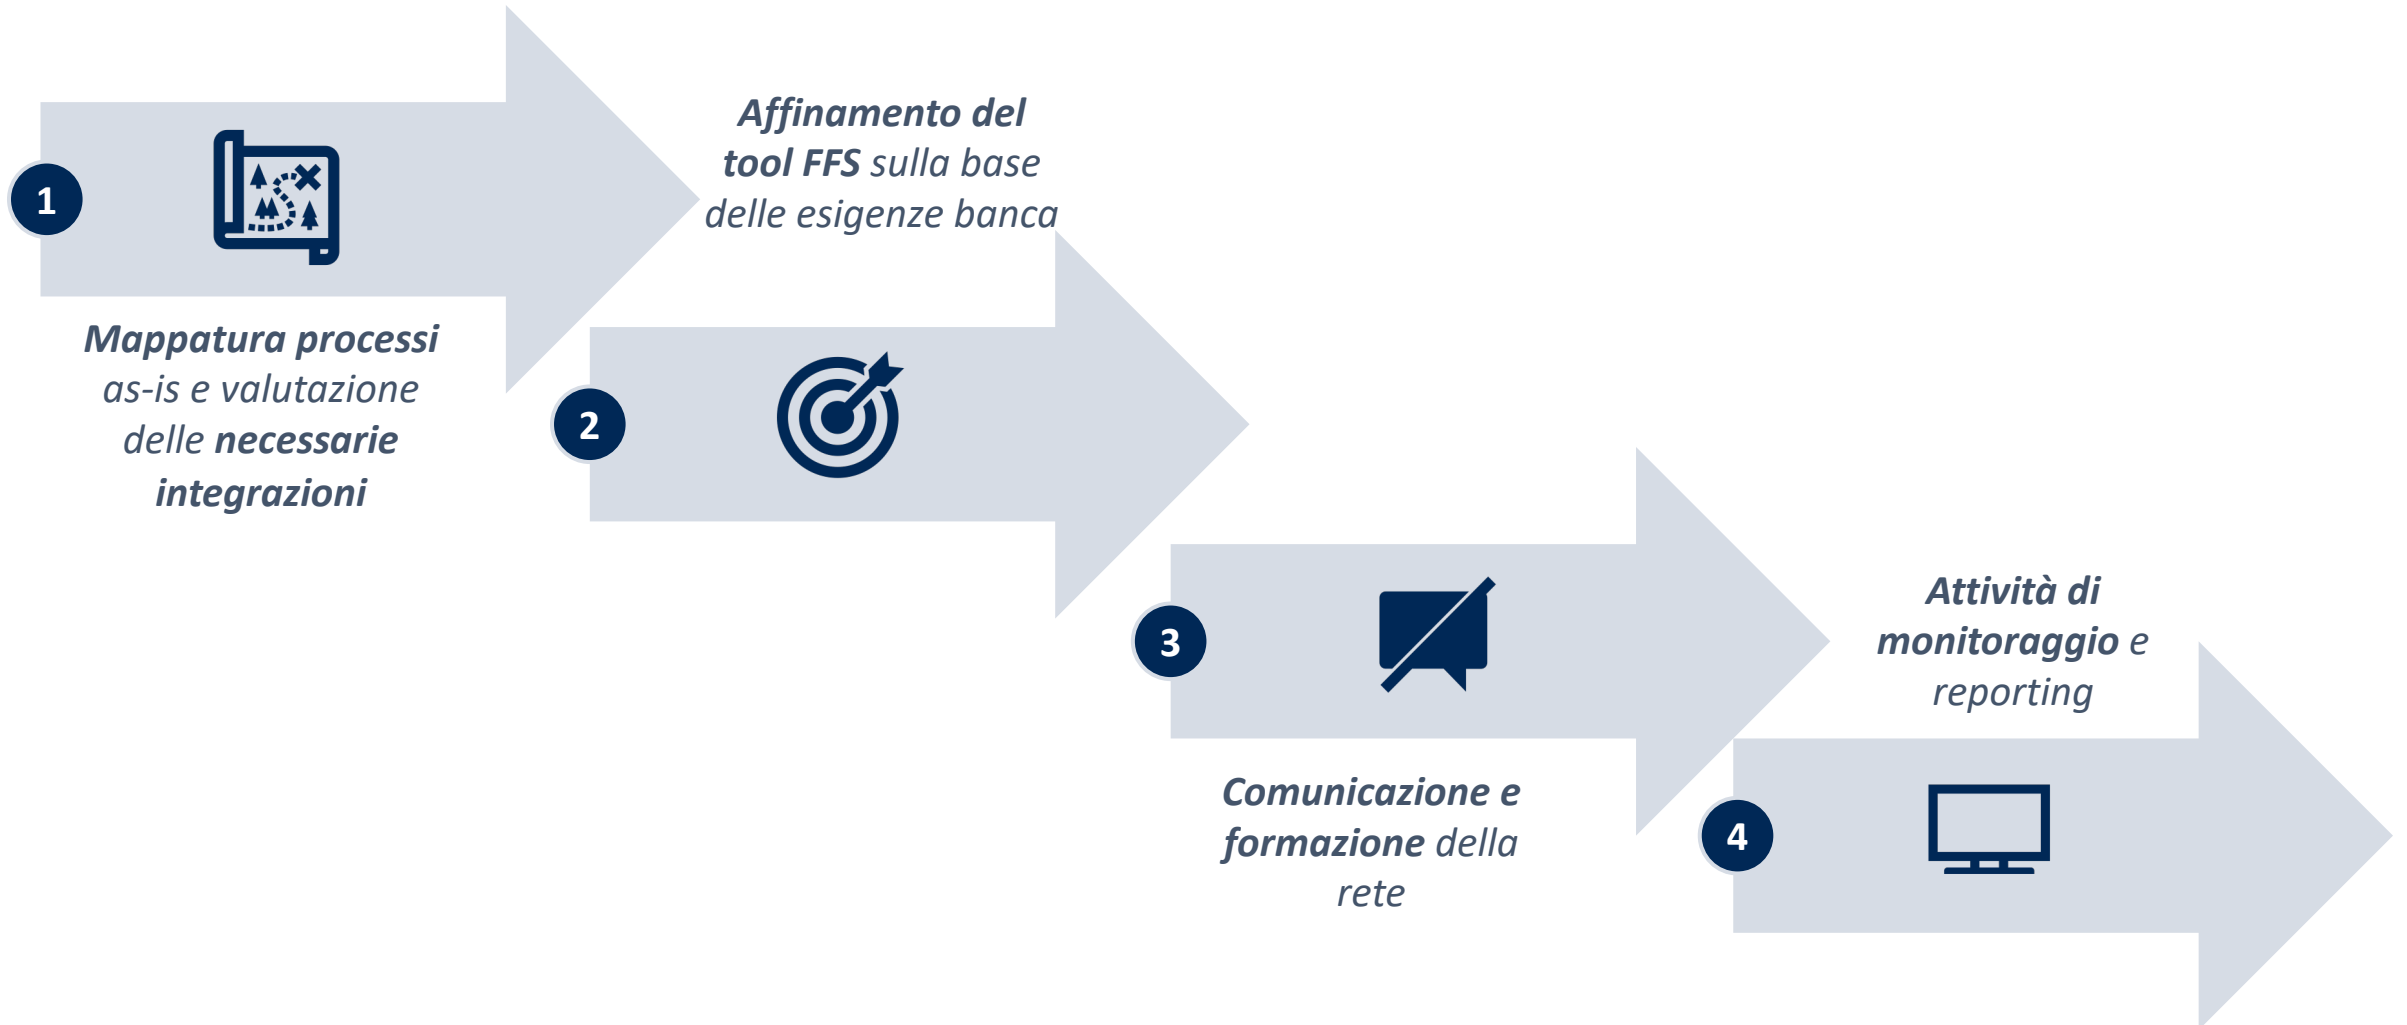 1
Mappatura processi
as-is e valutazione
delle necessarie
integrazioni
Affinamento del
tool FFS sulla base
delle esigenze banca
2
3
Comunicazione e
formazione della
rete
Attività di
monitoraggio e
reporting
4